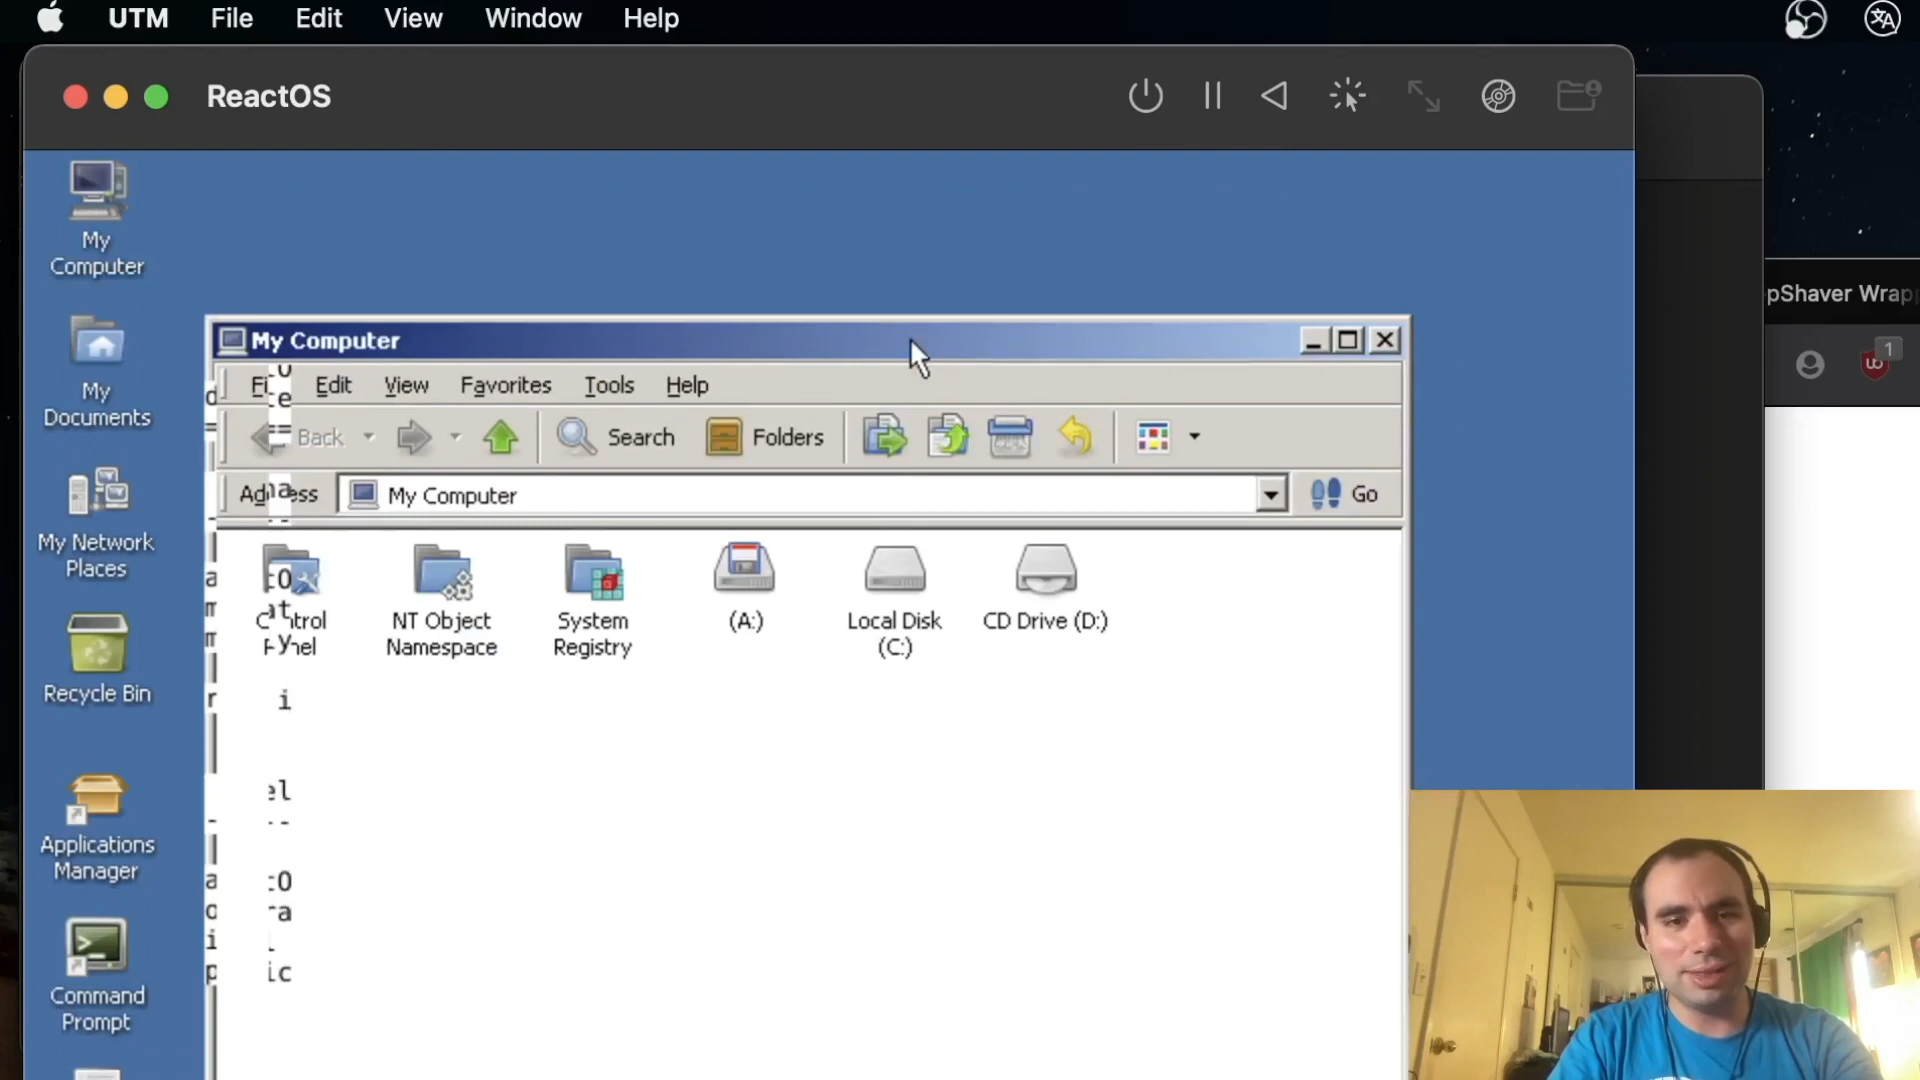 UTM File Edit View Window Help
ReactOS
My
Computer
My
Documents
My Network
Places
Recycle Bin
Applications
Manager
Command
Prompt
My Computer
Edit View Favorites Tools Help
Back Search Folders
My Computer Go
NT Object
Namespace
System
Registry
(A:)
Local Disk
(C:)
CD Drive (D:)
pShaver Wrap
1